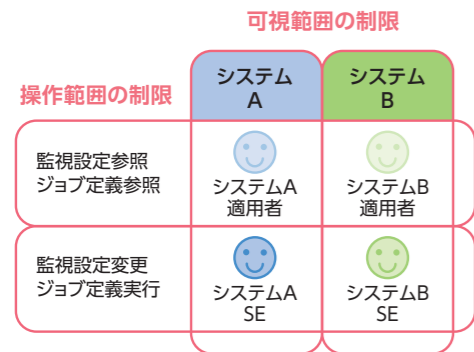 可視範囲の制限
操作範囲の制限
システム
A
システム
B
監視設定参照
ジョブ定義参照
システムA
適用者
システムB
適用者
監視設定変更
ジョブ定義実行
システムA
SE
システムB
SE